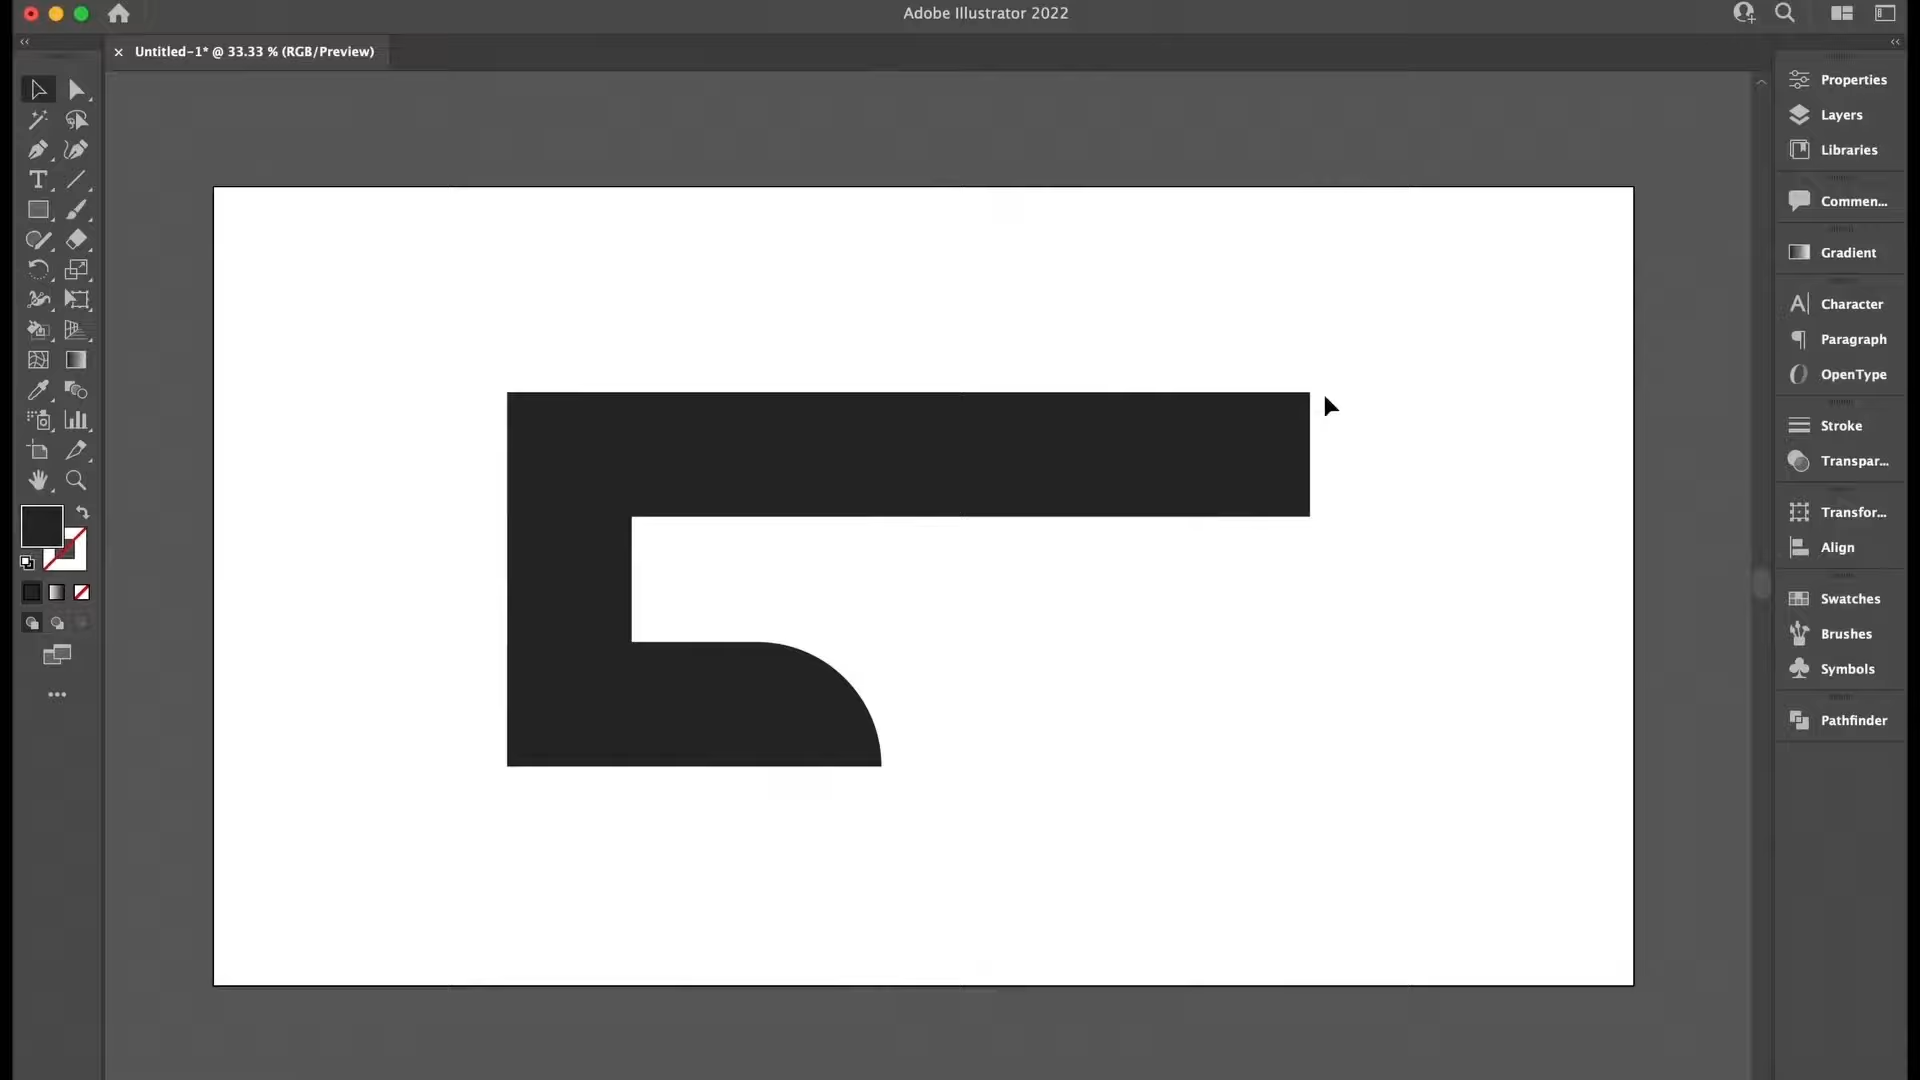 Adobe Illustrator 2022
Untitled-1* @ 33.33 % (RGB/Preview)
Properties
Layers
Libraries
Commen...
Gradient
Character
Paragraph
OpenType
Stroke
Transpar...
Transfor...
Align
Swatches
Brushes
Symbols
Pathfinder